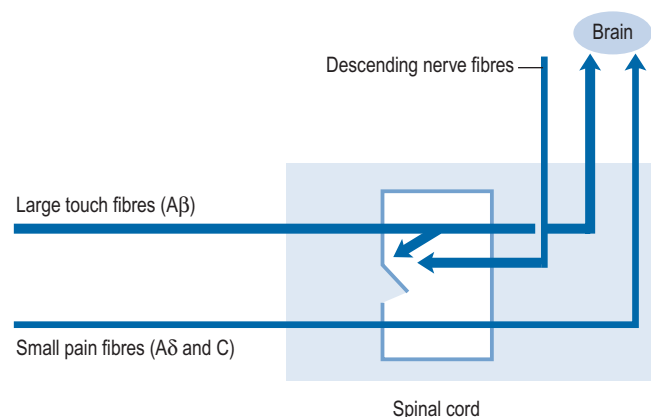 Brain
Descending nerve fibres
Large touch fibres (Aβ)
Small pain fibres (Aδ and C)
Spinal cord